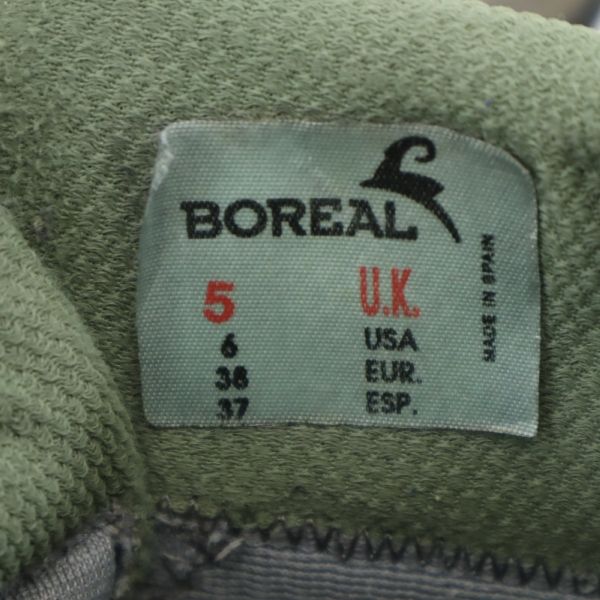 BOREAL
5 U.K.
6 USA
38 EUR.
37 ESP.
MADE IN SPAIN